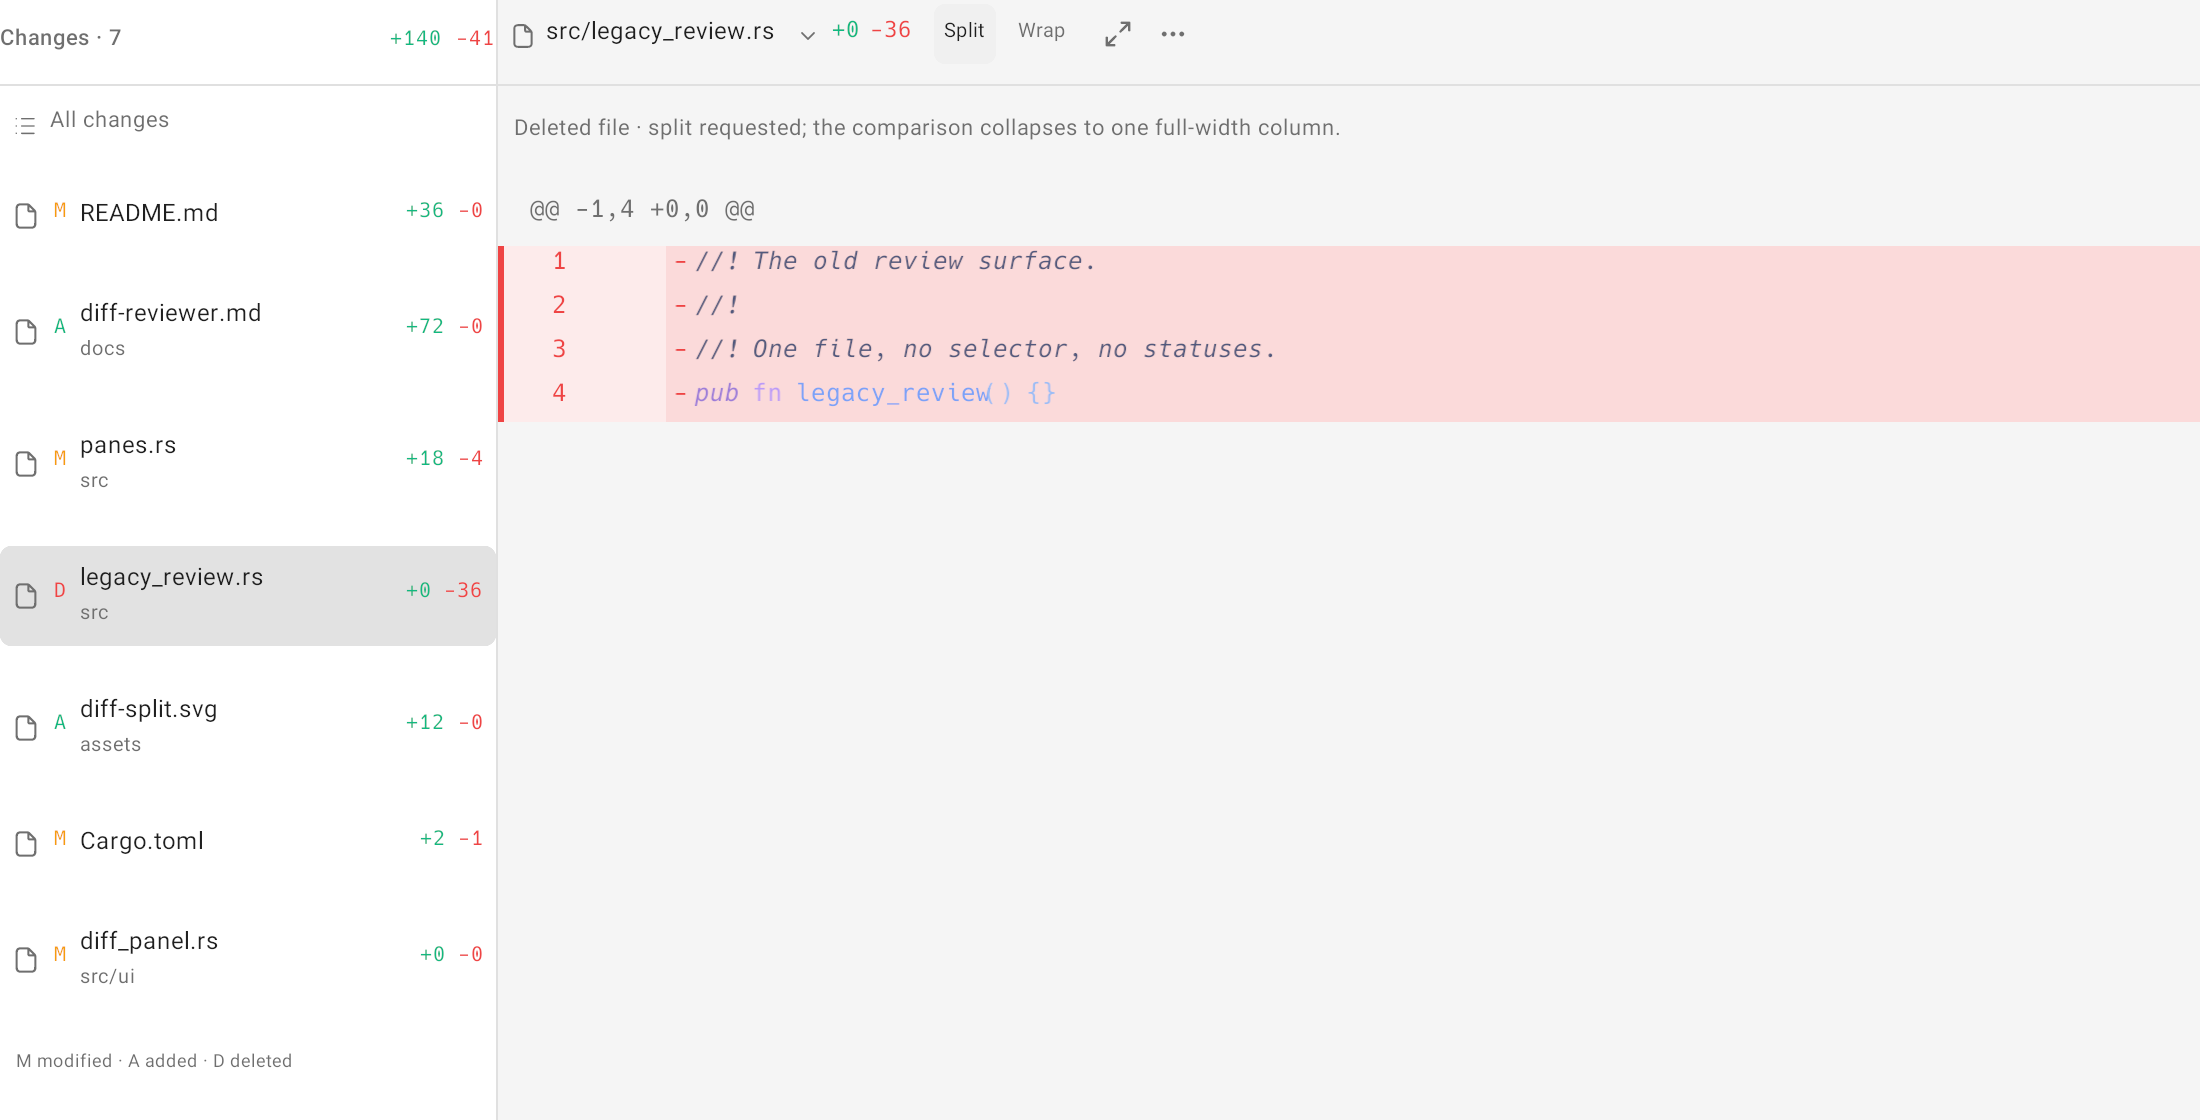 Changes · 7 +140 -41
All changes
M README.md +36 -0
A diff-reviewer.md +72 -0
docs
M panes.rs +18 -4
src
D legacy_review.rs +0 -36
src
A diff-split.svg +12 -0
assets
M Cargo.toml +2 -1
M diff_panel.rs +0 -0
src/ui
M modified · A added · D deleted
src/legacy_review.rs +0 -36 Split Wrap
Deleted file · split requested; the comparison collapses to one full-width column.
@@ -1,4 +0,0 @@
1 - //! The old review surface.
2 - //!
3 - //! One file, no selector, no statuses.
4 - pub fn legacy_review() {}